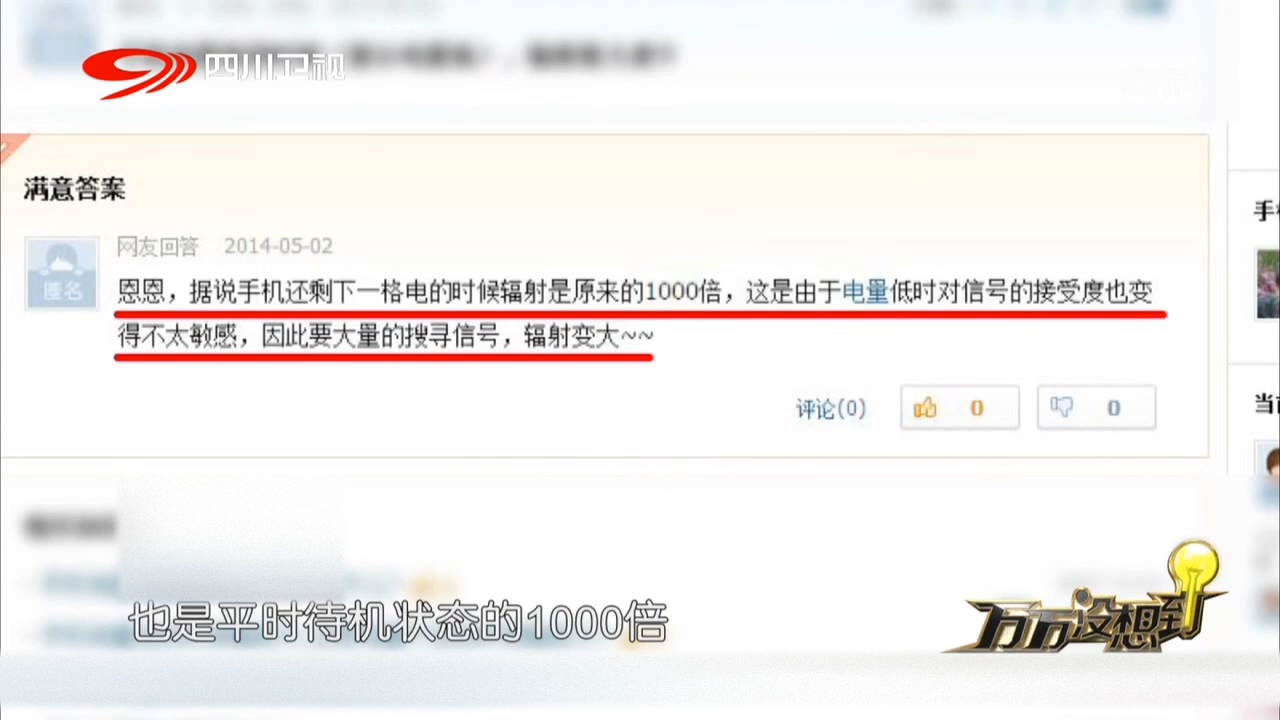 四川卫视
满意答案
网友回答 2014-05-02
匿名
恩恩，据说手机还剩下一格电的时候辐射是原来的1000倍，这是由于电量低时对信号的接受度也变
得不太敏感，因此要大量的搜寻信号，辐射变大~~
评论(0) 0 0
手
当前
也是平时待机状态的1000倍
万万没想到